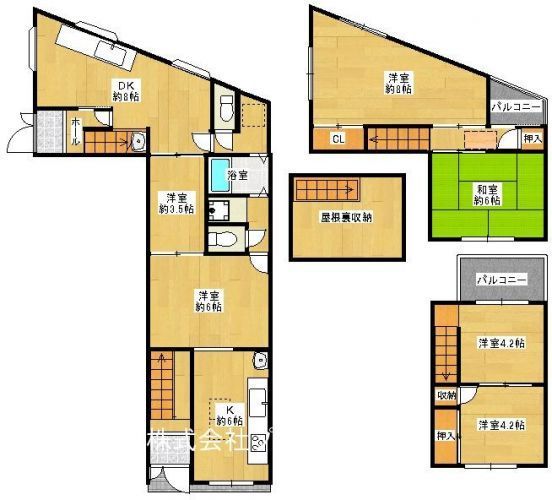 DK
約8帖
ホール
洋室
約3.5帖
浴室
洋室
約6帖
K
約6帖
株式会社
洋室
約8帖
バルコニー
CL
押入
和室
約6帖
屋根裏収納
バルコニー
洋室4.2帖
収納
押入
洋室4.2帖